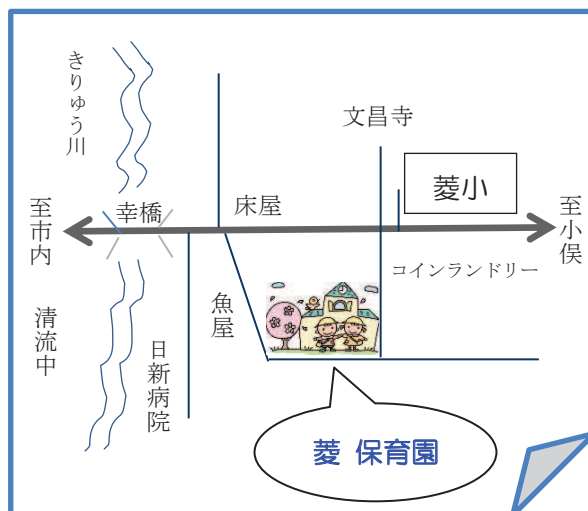 きりゅう川
文昌寺
菱小
幸橋
床屋
至市内
至小俣
コインランドリー
魚屋
清流中
日新病院
菱 保育園